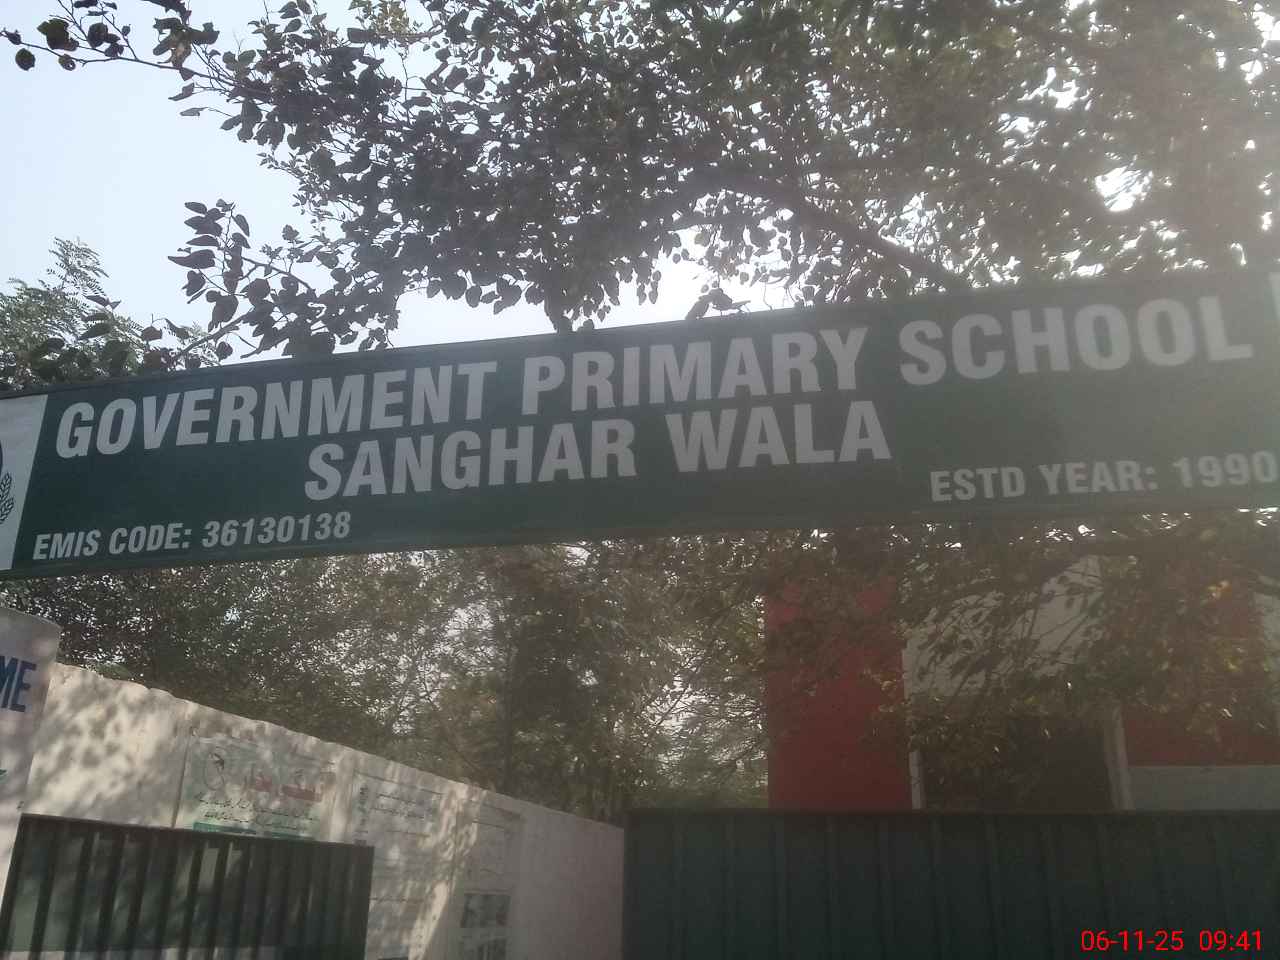 GOVERNMENT PRIMARY SCHOOL
SANGHAR WALA
EMIS CODE: 36130138
ESTD YEAR: 1990
ME
06-11-25 09:41